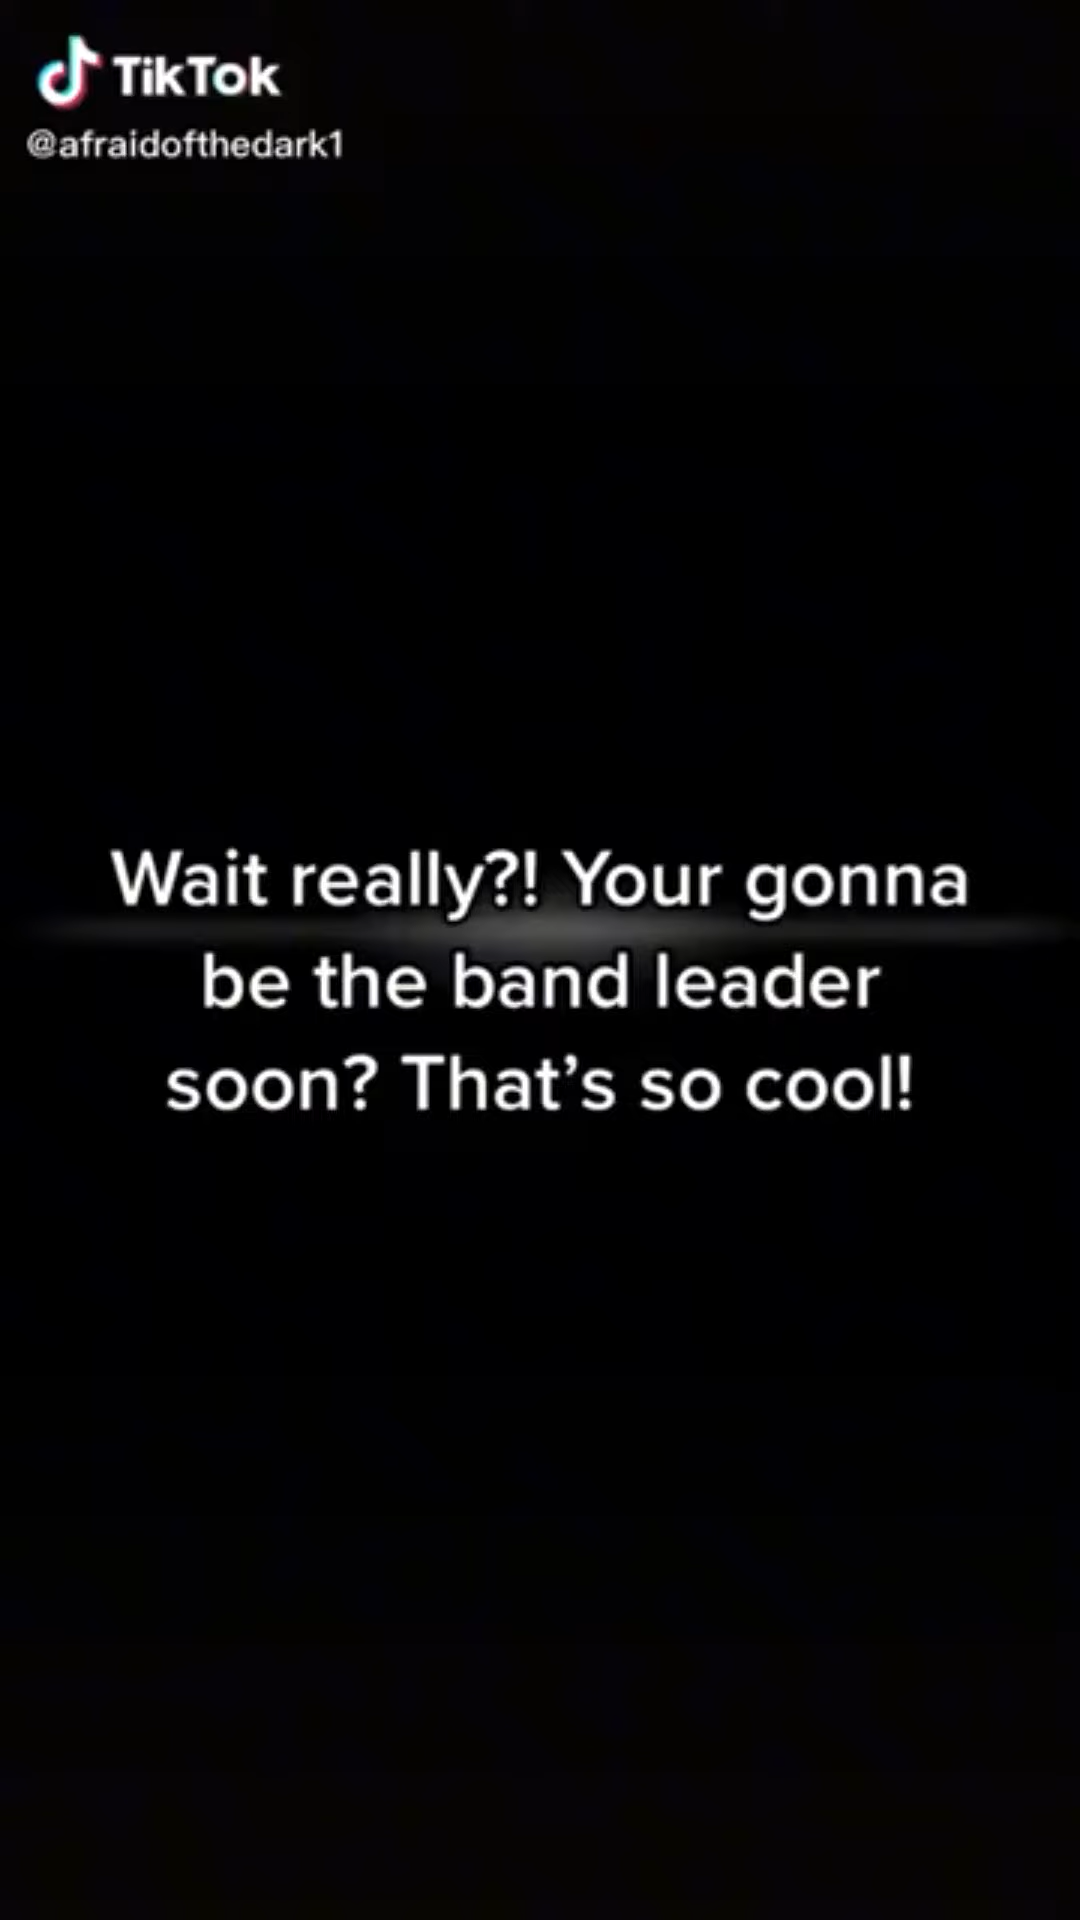 TikTok
@afraidofthedark1
Wait really?! Your gonna
be the band leader
soon? That’s so cool!